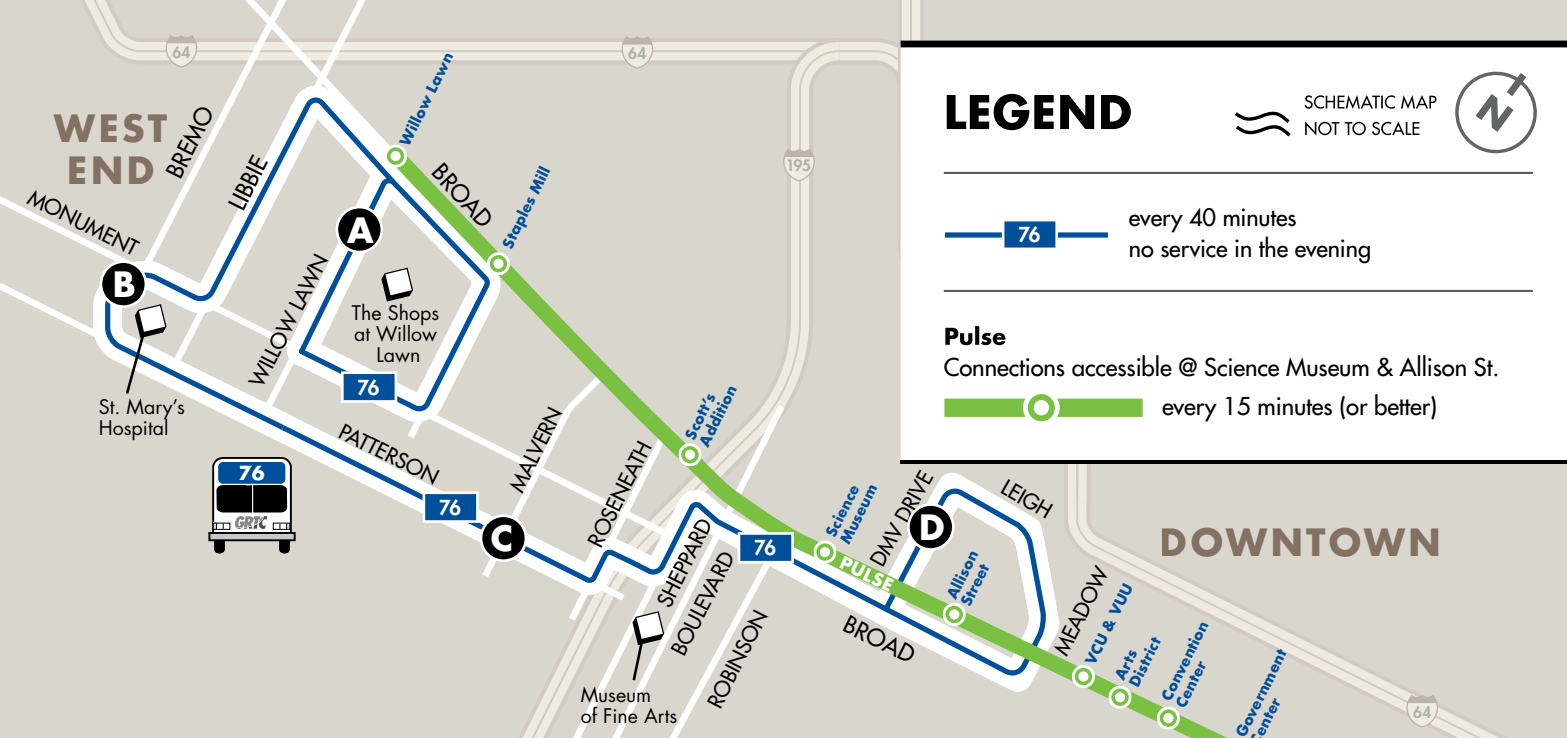 64
64
195
64
WEST
END
BREMO
LIBBIE
MONUMENT
Willow Lawn
BROAD
Staples Mill
A
B
WILLOW LAWN
The Shops
at Willow
Lawn
76
St. Mary's
Hospital
PATTERSON
76
76
GRTC
C
MALVERN
ROSENEATH
Scott's
Addition
SHEPPARD
BOULEVARD
ROBINSON
Museum
of Fine Arts
76
Science
Museum
PULSE
DMV DRIVE
D
LEIGH
Allison
Street
BROAD
MEADOW
VCU & VUU
Arts
District
Convention
Center
Government
DOWNTOWN
LEGEND
SCHEMATIC MAP
NOT TO SCALE
N
76
every 40 minutes
no service in the evening
Pulse
Connections accessible @ Science Museum & Allison St.
every 15 minutes (or better)